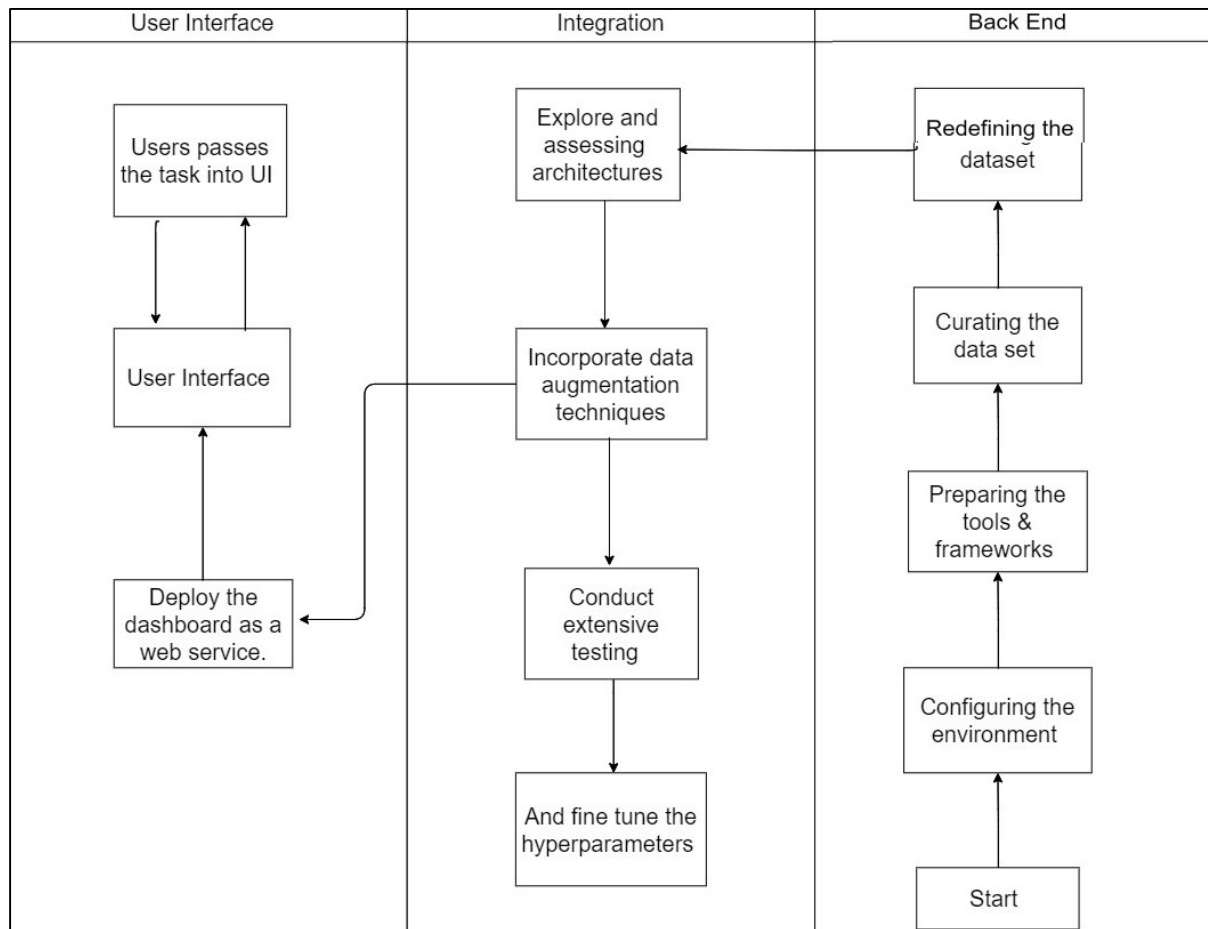 User Interface
Integration
Back End
Users passes
the task into UI
User Interface
Deploy the
dashboard as a
web service.
Explore and
assessing
architectures
Incorporate data
augmentation
techniques
Conduct
extensive
testing
And fine tune the
hyperparameters
Redefining the
dataset
Curating the
data set
Preparing the
tools &
frameworks
Configuring the
environment
Start